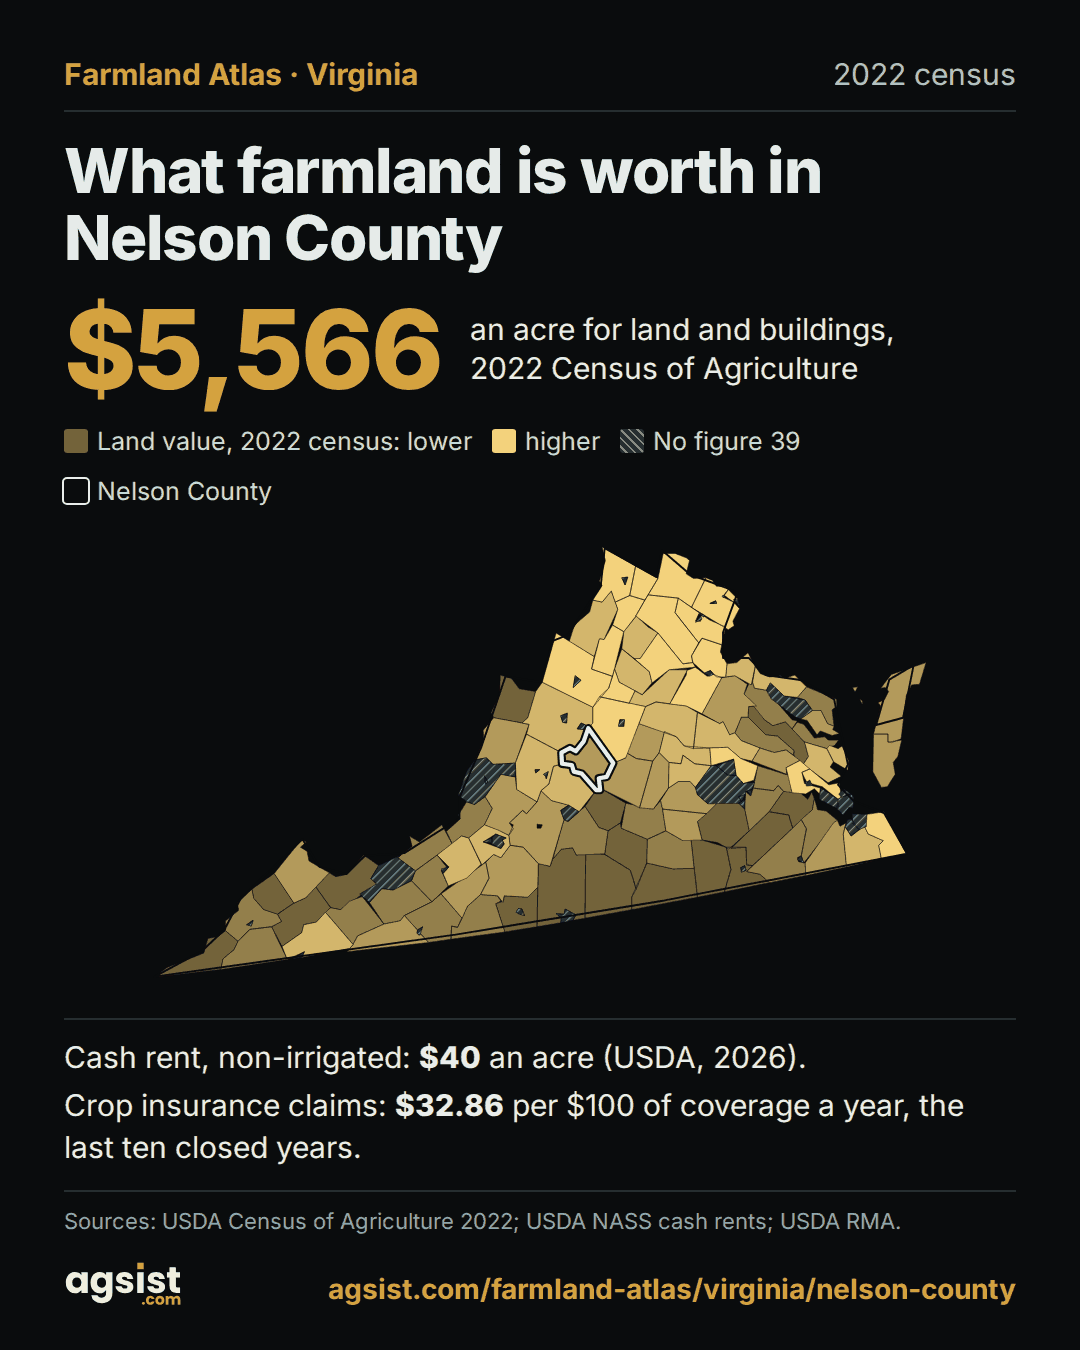 Farmland Atlas · Virginia
2022 census
What farmland is worth in
Nelson County
$5,566
an acre for land and buildings,
2022 Census of Agriculture
Land value, 2022 census: lower
higher
No figure 39
Nelson County
Cash rent, non-irrigated: $40 an acre (USDA, 2026).
Crop insurance claims: $32.86 per $100 of coverage a year, the
last ten closed years.
Sources: USDA Census of Agriculture 2022; USDA NASS cash rents; USDA RMA.
agsist
.com
agsist.com/farmland-atlas/virginia/nelson-county